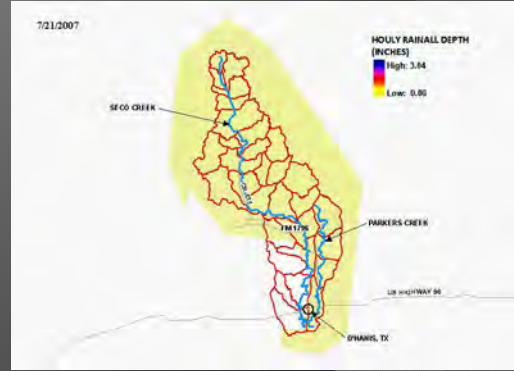 7/21/2007
HOULY RAINALL DEPTH
(INCHES)
High: 3.04
Low: 0.00
SECO CREEK
FM 1796
PARKERS CREEK
US HIGHWAY 90
D'HANIS, TX